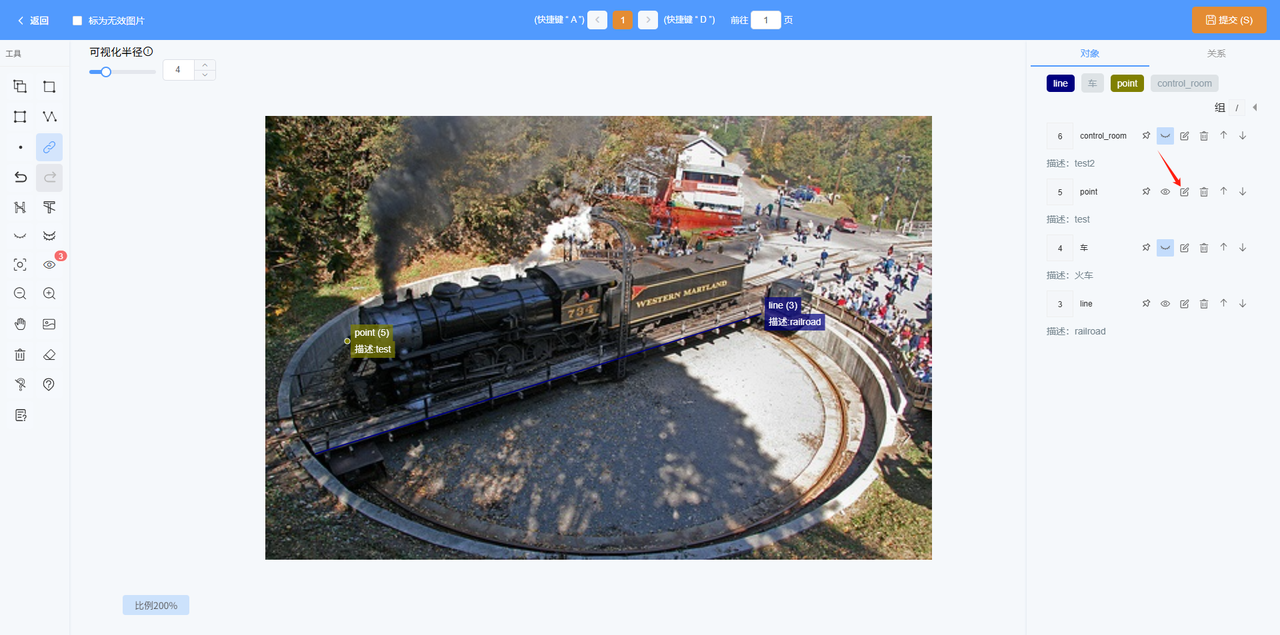 返回
标为无效图片
(快捷键 " A ")
1
(快捷键 " D ")
前往 1 页
提交 (S)
工具
可视化半径
4
3
WESTERN MARYLAND
734
point (5)
描述:test
line (3)
描述:railroad
比例200%
对象
关系
line
车
point
control_room
组 /
6 control_room
描述: test2
5 point
描述: test
4 车
描述: 火车
3 line
描述: railroad